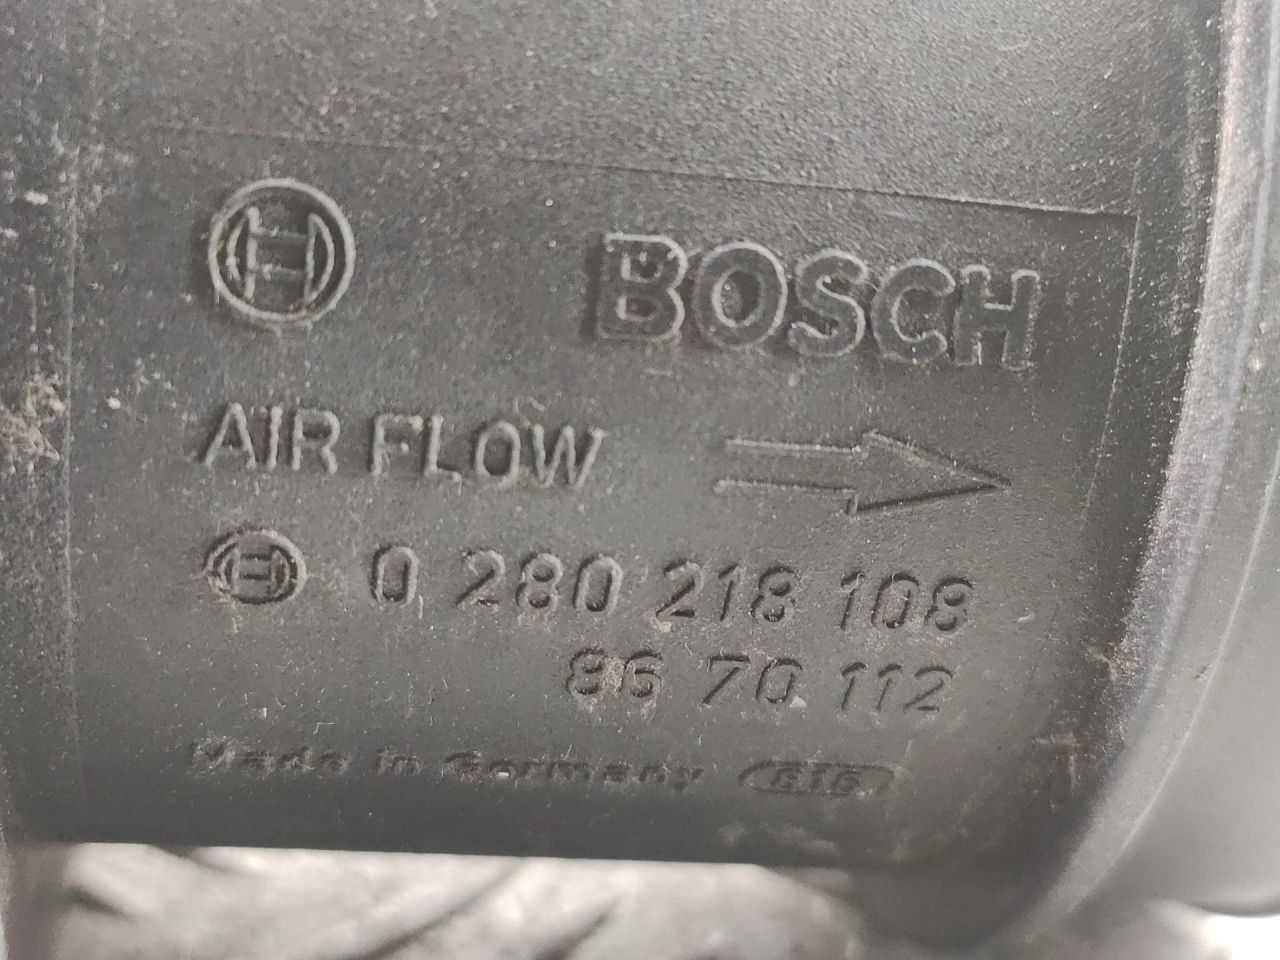 BOSCH
AIR FLOW
0 280 218 108
86 70 112
Made in Germany